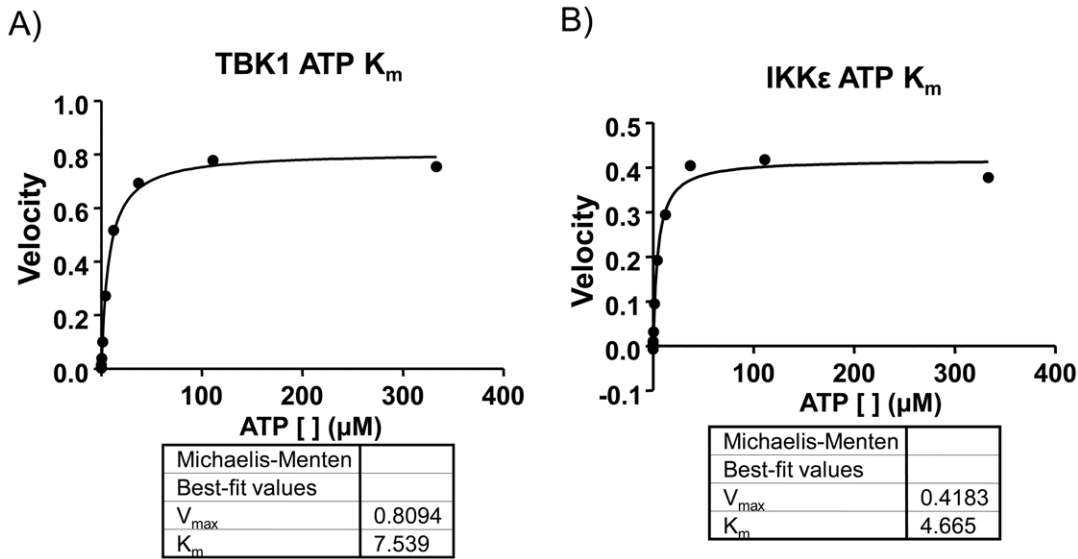 A)
TBK1 ATP Km
1.0
0.8
0.6
0.4
0.2
0.0
Velocity
100
200
300
400
ATP [ ] (µM)
Michaelis-Menten
Best-fit values
Vmax 0.8094
Km 7.539
B)
IKKε ATP Km
0.5
0.4
0.3
0.2
0.1
0.0
-0.1
Velocity
100
200
300
400
ATP [ ] (µM)
Michaelis-Menten
Best-fit values
Vmax 0.4183
Km 4.665